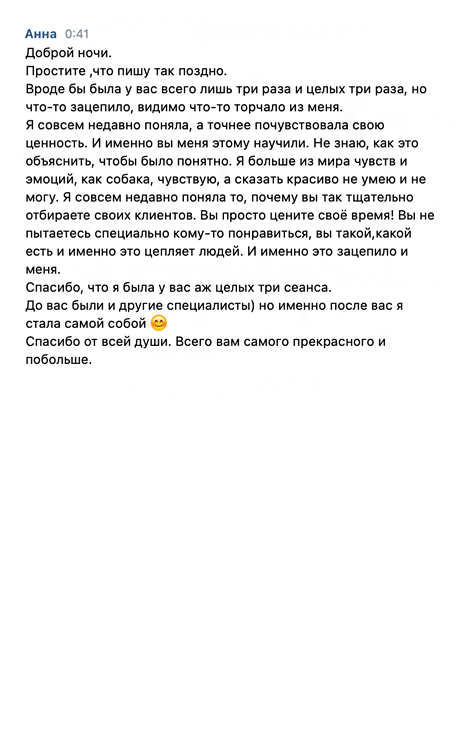 Анна 0:41
Доброй ночи.
Простите ,что пишу так поздно.
Вроде бы была у вас всего лишь три раза и целых три раза, но
что-то зацепило, видимо что-то торчало из меня.
Я совсем недавно поняла, а точнее почувствовала свою
ценность. И именно вы меня этому научили. Не знаю, как это
объяснить, чтобы было понятно. Я больше из мира чувств и
эмоций, как собака, чувствую, а сказать красиво не умею и не
могу. Я совсем недавно поняла то, почему вы так тщательно
отбираете своих клиентов. Вы просто цените своё время! Вы не
пытаетесь специально кому-то понравиться, вы такой,какой
есть и именно это цепляет людей. И именно это зацепило и
меня.
Спасибо, что я была у вас аж целых три сеанса.
До вас были и другие специалисты) но именно после вас я
стала самой собой 😊
Спасибо от всей души. Всего вам самого прекрасного и
побольше.